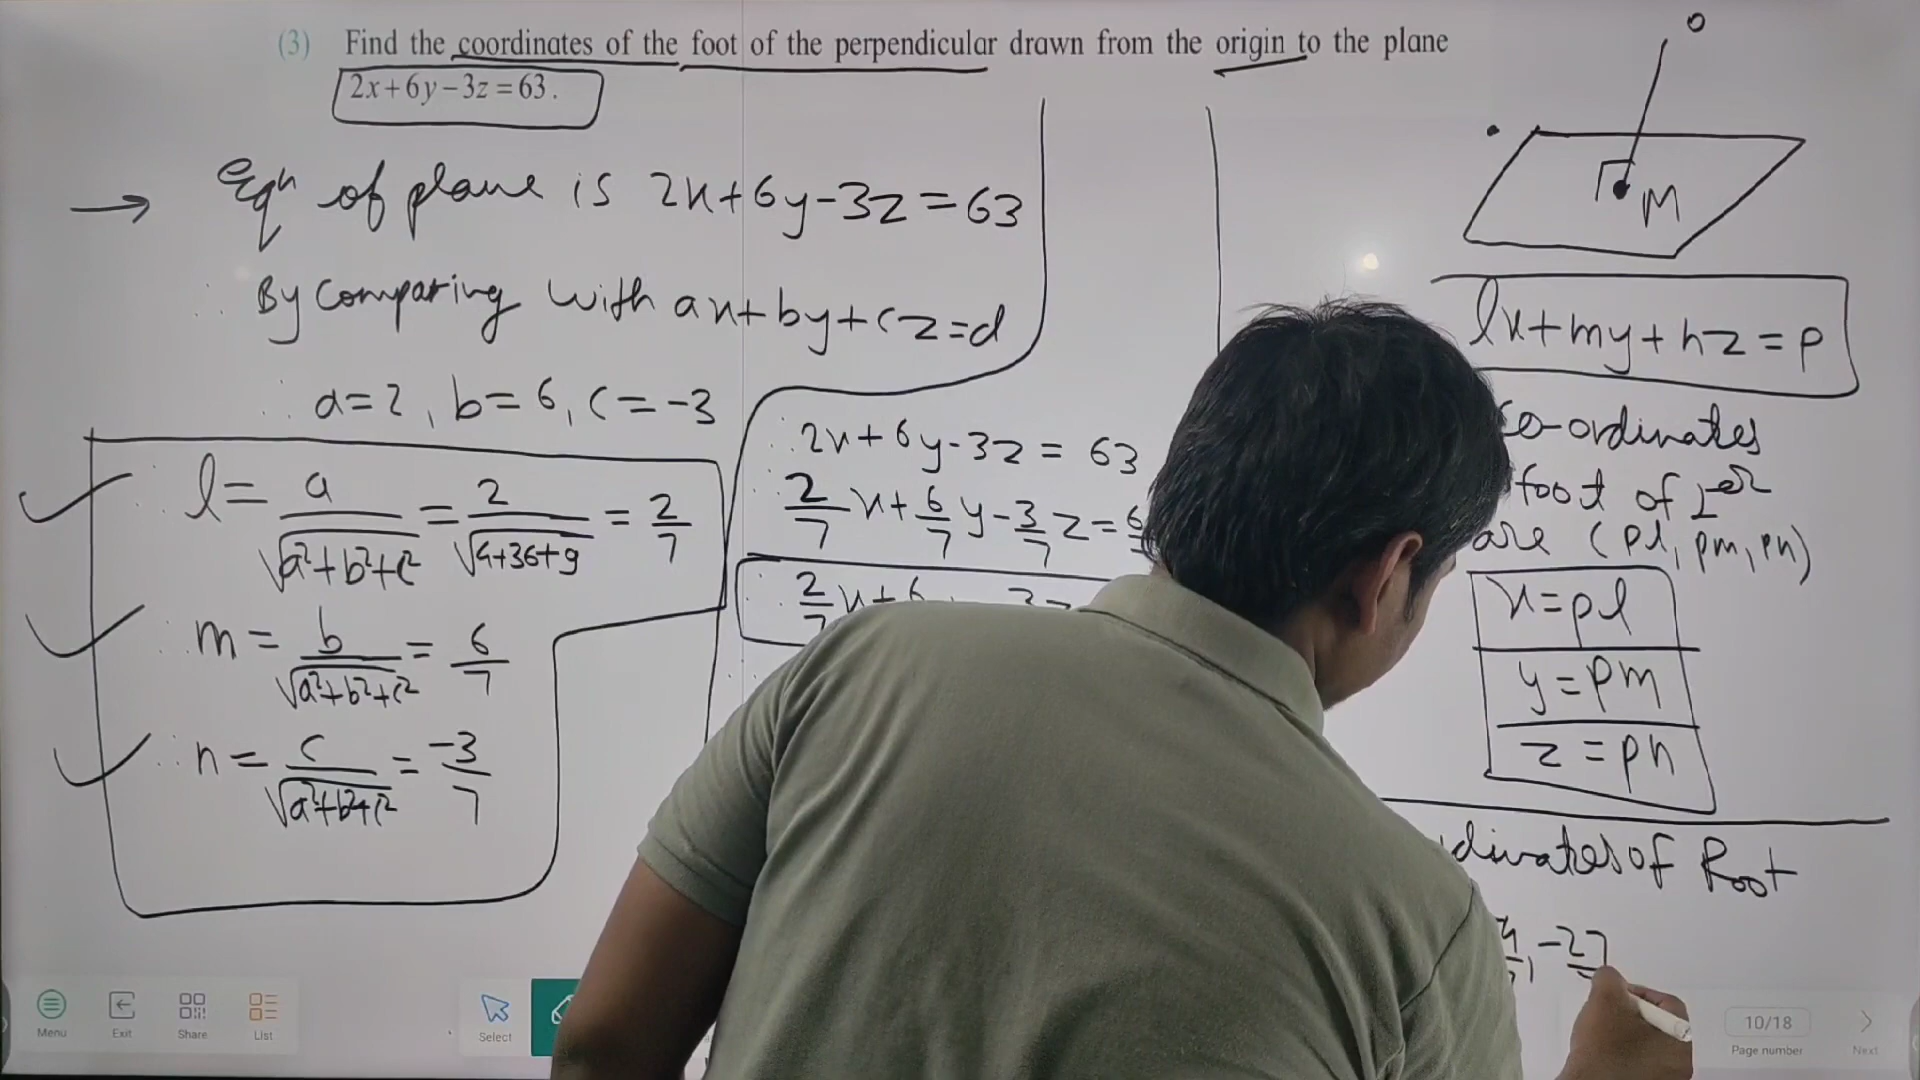 (3) Find the coordinates of the foot of the perpendicular drawn from the origin to the plane
2x+6y−3z=63.
→ Eqn of plane is 2x+6y−3z=63
∴ By comparing with ax+by+cz=d
∴ a=2, b=6, c=−3
∴ l = a/√(a²+b²+c²) = 2/√(4+36+9) = 2/7
∴ m = b/√(a²+b²+c²) = 6/7
∴ n = c/√(a²+b²+c²) = −3/7
∴ 2x+6y−3z = 63
∴ 2/7 x + 6/7 y − 3/7 z =
∴ 2/7 x + 6
O
M
lx+my+nz=p
co-ordinates
foot of ⊥er
are (pl, pm, pn)
x=pl
y=pm
z=pn
dinates of Root
−27
Menu
Exit
Share
List
Select
10/18
Page number
Next